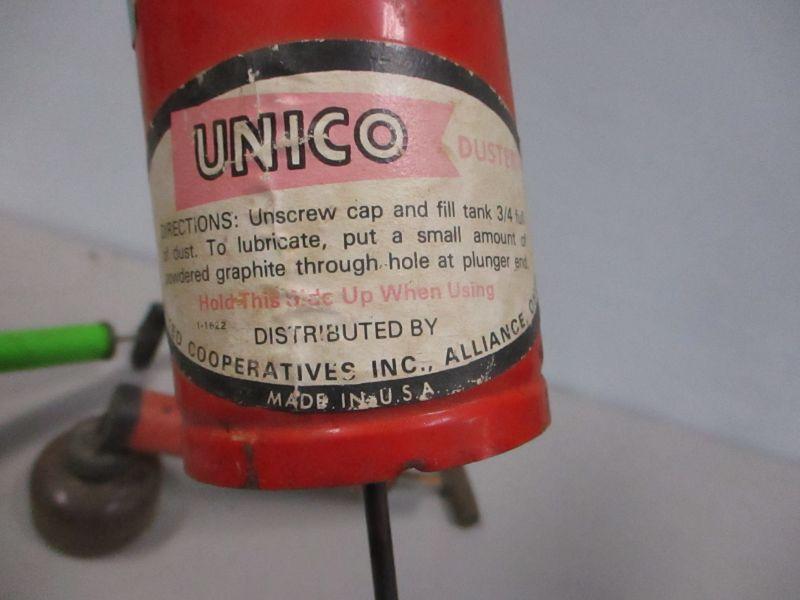 UNICO
DUSTER
DIRECTIONS: Unscrew cap and fill tank 3/4 full
of dust. To lubricate, put a small amount of
powdered graphite through hole at plunger end.
Hold This Side Up When Using
1-1622
DISTRIBUTED BY
COOPERATIVES INC., ALLIANCE,
MADE IN U.S.A.